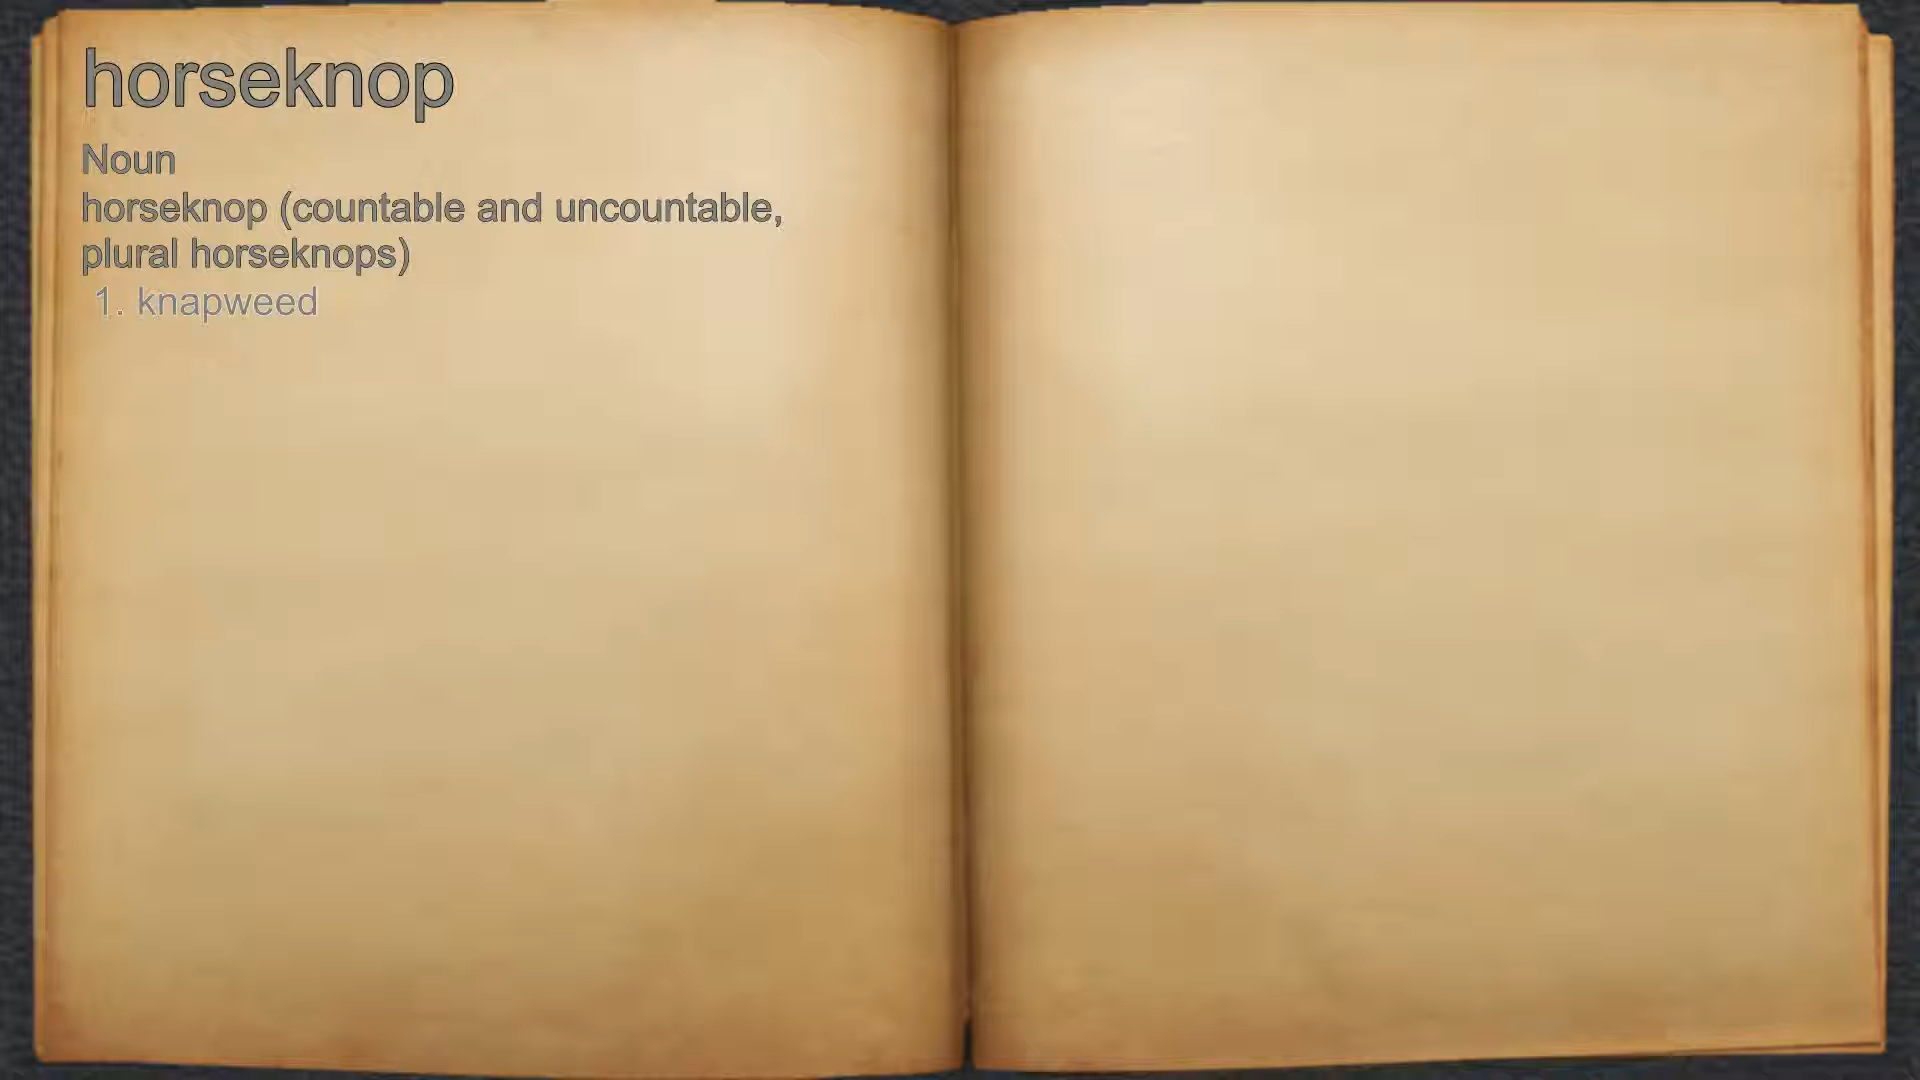 horseknop
Noun
horseknop (countable and uncountable,
plural horseknops)
1. knapweed